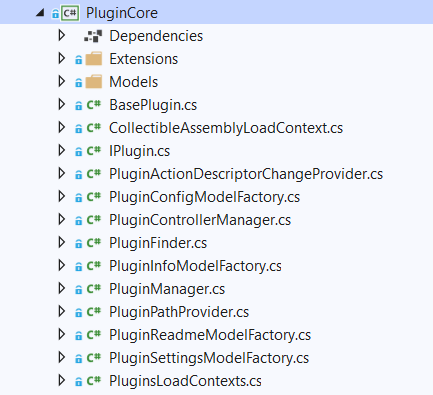 C# PluginCore
Dependencies
Extensions
Models
C# BasePlugin.cs
C# CollectibleAssemblyLoadContext.cs
C# IPlugin.cs
C# PluginActionDescriptorChangeProvider.cs
C# PluginConfigModelFactory.cs
C# PluginControllerManager.cs
C# PluginFinder.cs
C# PluginInfoModelFactory.cs
C# PluginManager.cs
C# PluginPathProvider.cs
C# PluginReadmeModelFactory.cs
C# PluginSettingsModelFactory.cs
C# PluginsLoadContexts.cs